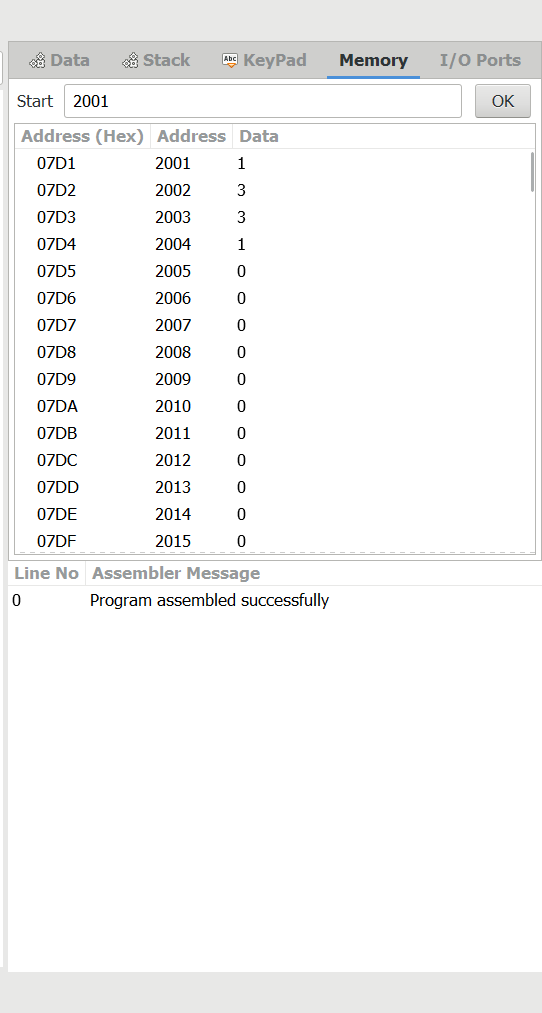 Data Stack Abc KeyPad Memory I/O Ports
Start 2001 OK
Address (Hex) Address Data
07D1 2001 1
07D2 2002 3
07D3 2003 3
07D4 2004 1
07D5 2005 0
07D6 2006 0
07D7 2007 0
07D8 2008 0
07D9 2009 0
07DA 2010 0
07DB 2011 0
07DC 2012 0
07DD 2013 0
07DE 2014 0
07DF 2015 0
Line No Assembler Message
0 Program assembled successfully